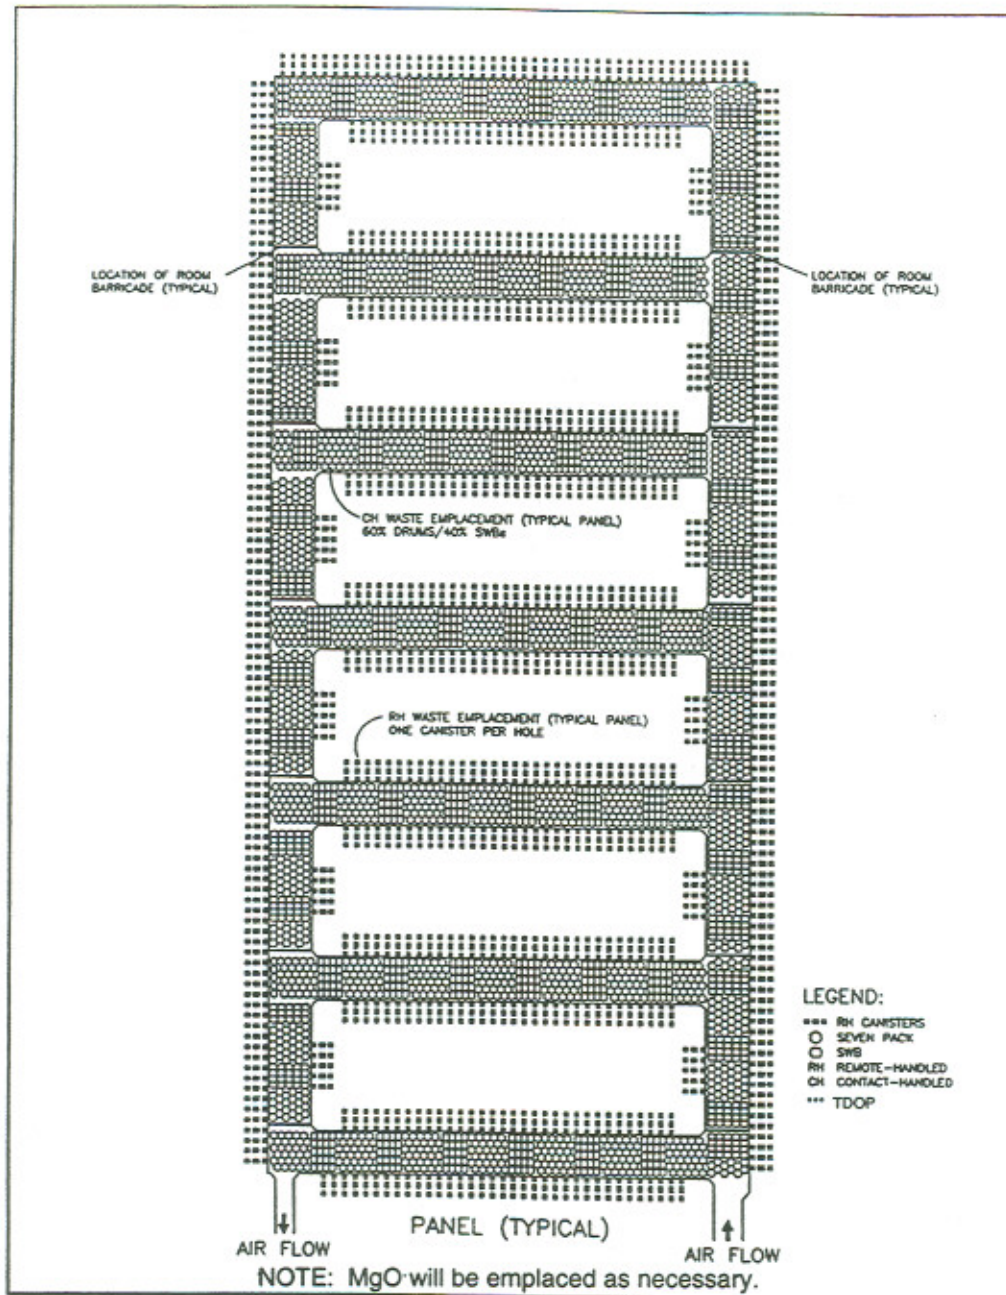 LOCATION OF ROOM
BARRICADE (TYPICAL)
LOCATION OF ROOM
BARRICADE (TYPICAL)
CH WASTE EMPLACEMENT (TYPICAL PANEL)
60% DRUMS/40% SWBs
RH WASTE EMPLACEMENT (TYPICAL PANEL)
ONE CANISTER PER HOLE
LEGEND:
RH CANISTERS
SEVEN PACK
SWB
RH REMOTE-HANDLED
CH CONTACT-HANDLED
TDOP
PANEL (TYPICAL)
AIR FLOW
AIR FLOW
NOTE: MgO will be emplaced as necessary.